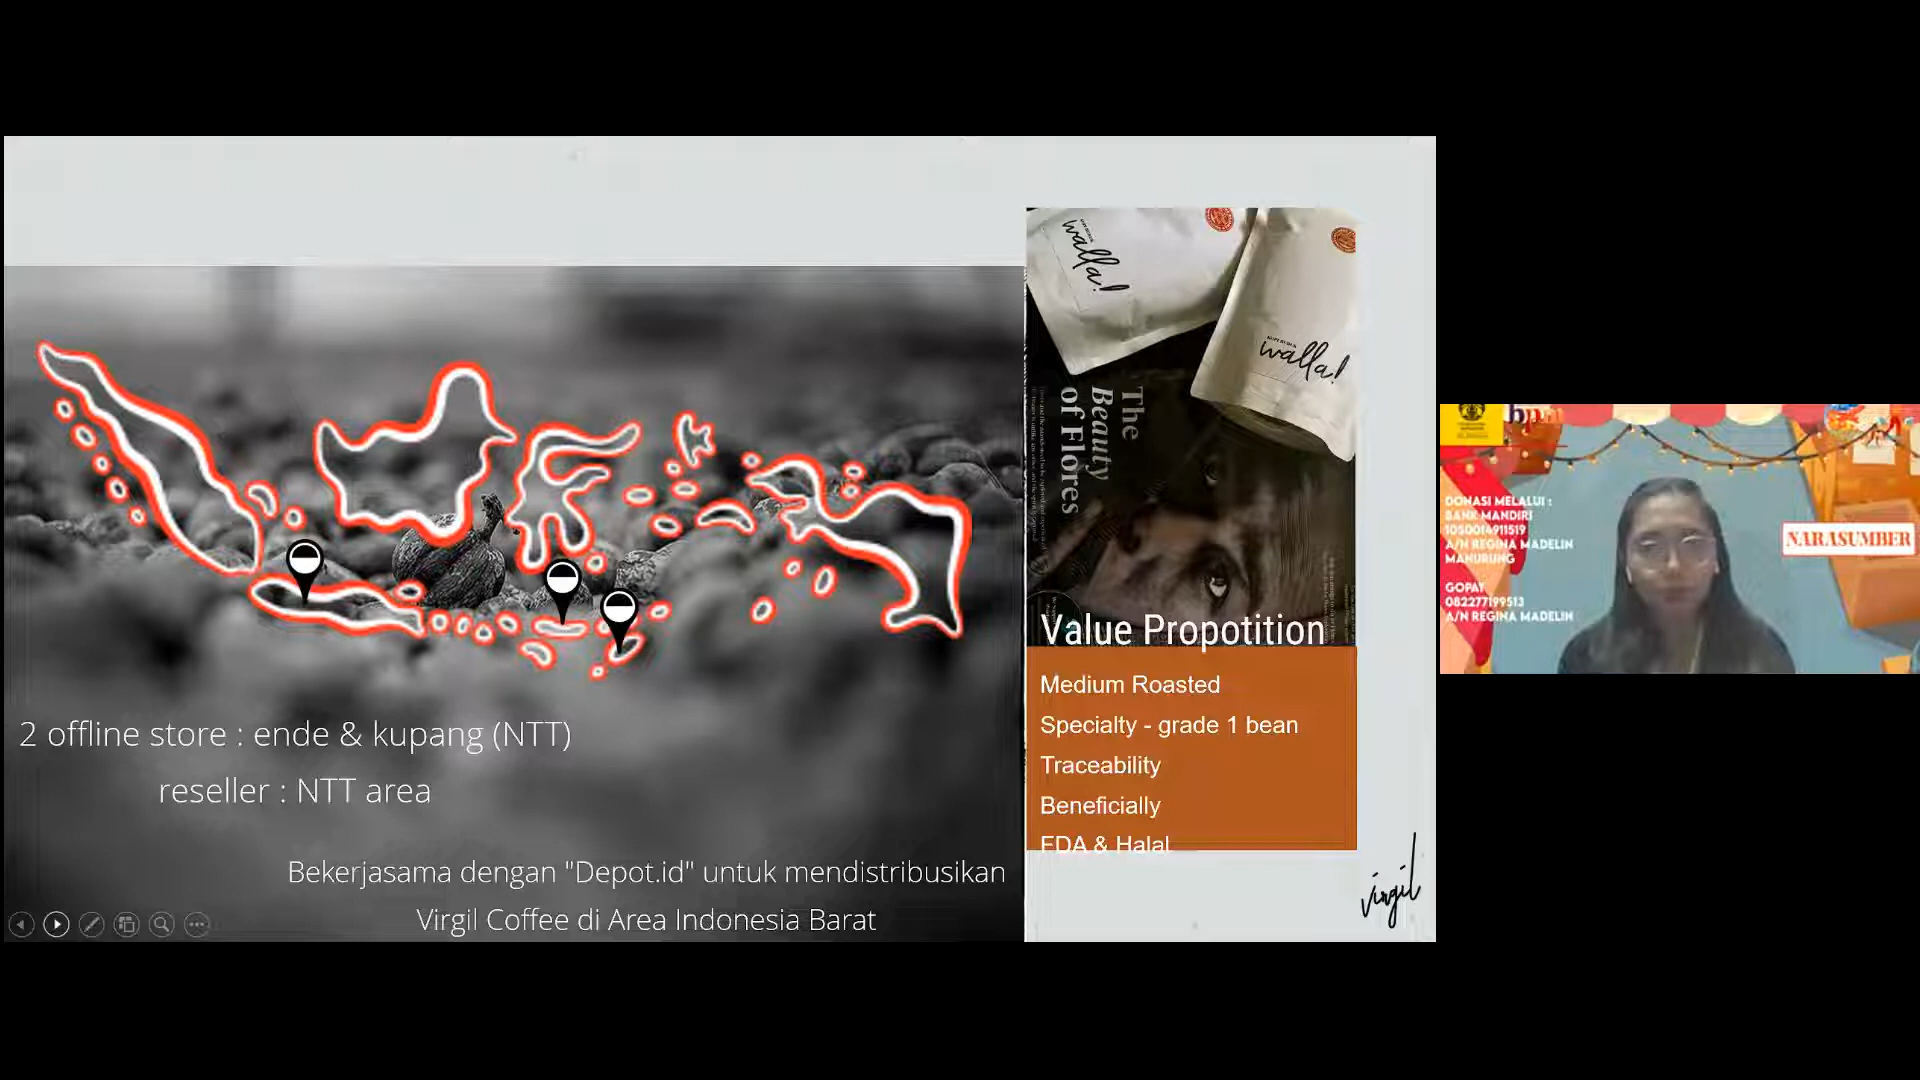 2 offline store : ende & kupang (NTT)
reseller : NTT area
Bekerjasama dengan "Depot.id" untuk mendistribusikan
Virgil Coffee di Area Indonesia Barat
walla!
walla!
The
Beauty
of Flores
Value Propotition
Medium Roasted
Specialty - grade 1 bean
Traceability
Beneficially
FDA & Halal
virgil
DONASI MELALUI :
BANK MANDIRI
1050014911519
A/N REGINA MADELIN
MANURUNG
GOPAY
082277199513
A/N REGINA MADELIN
NARASUMBER